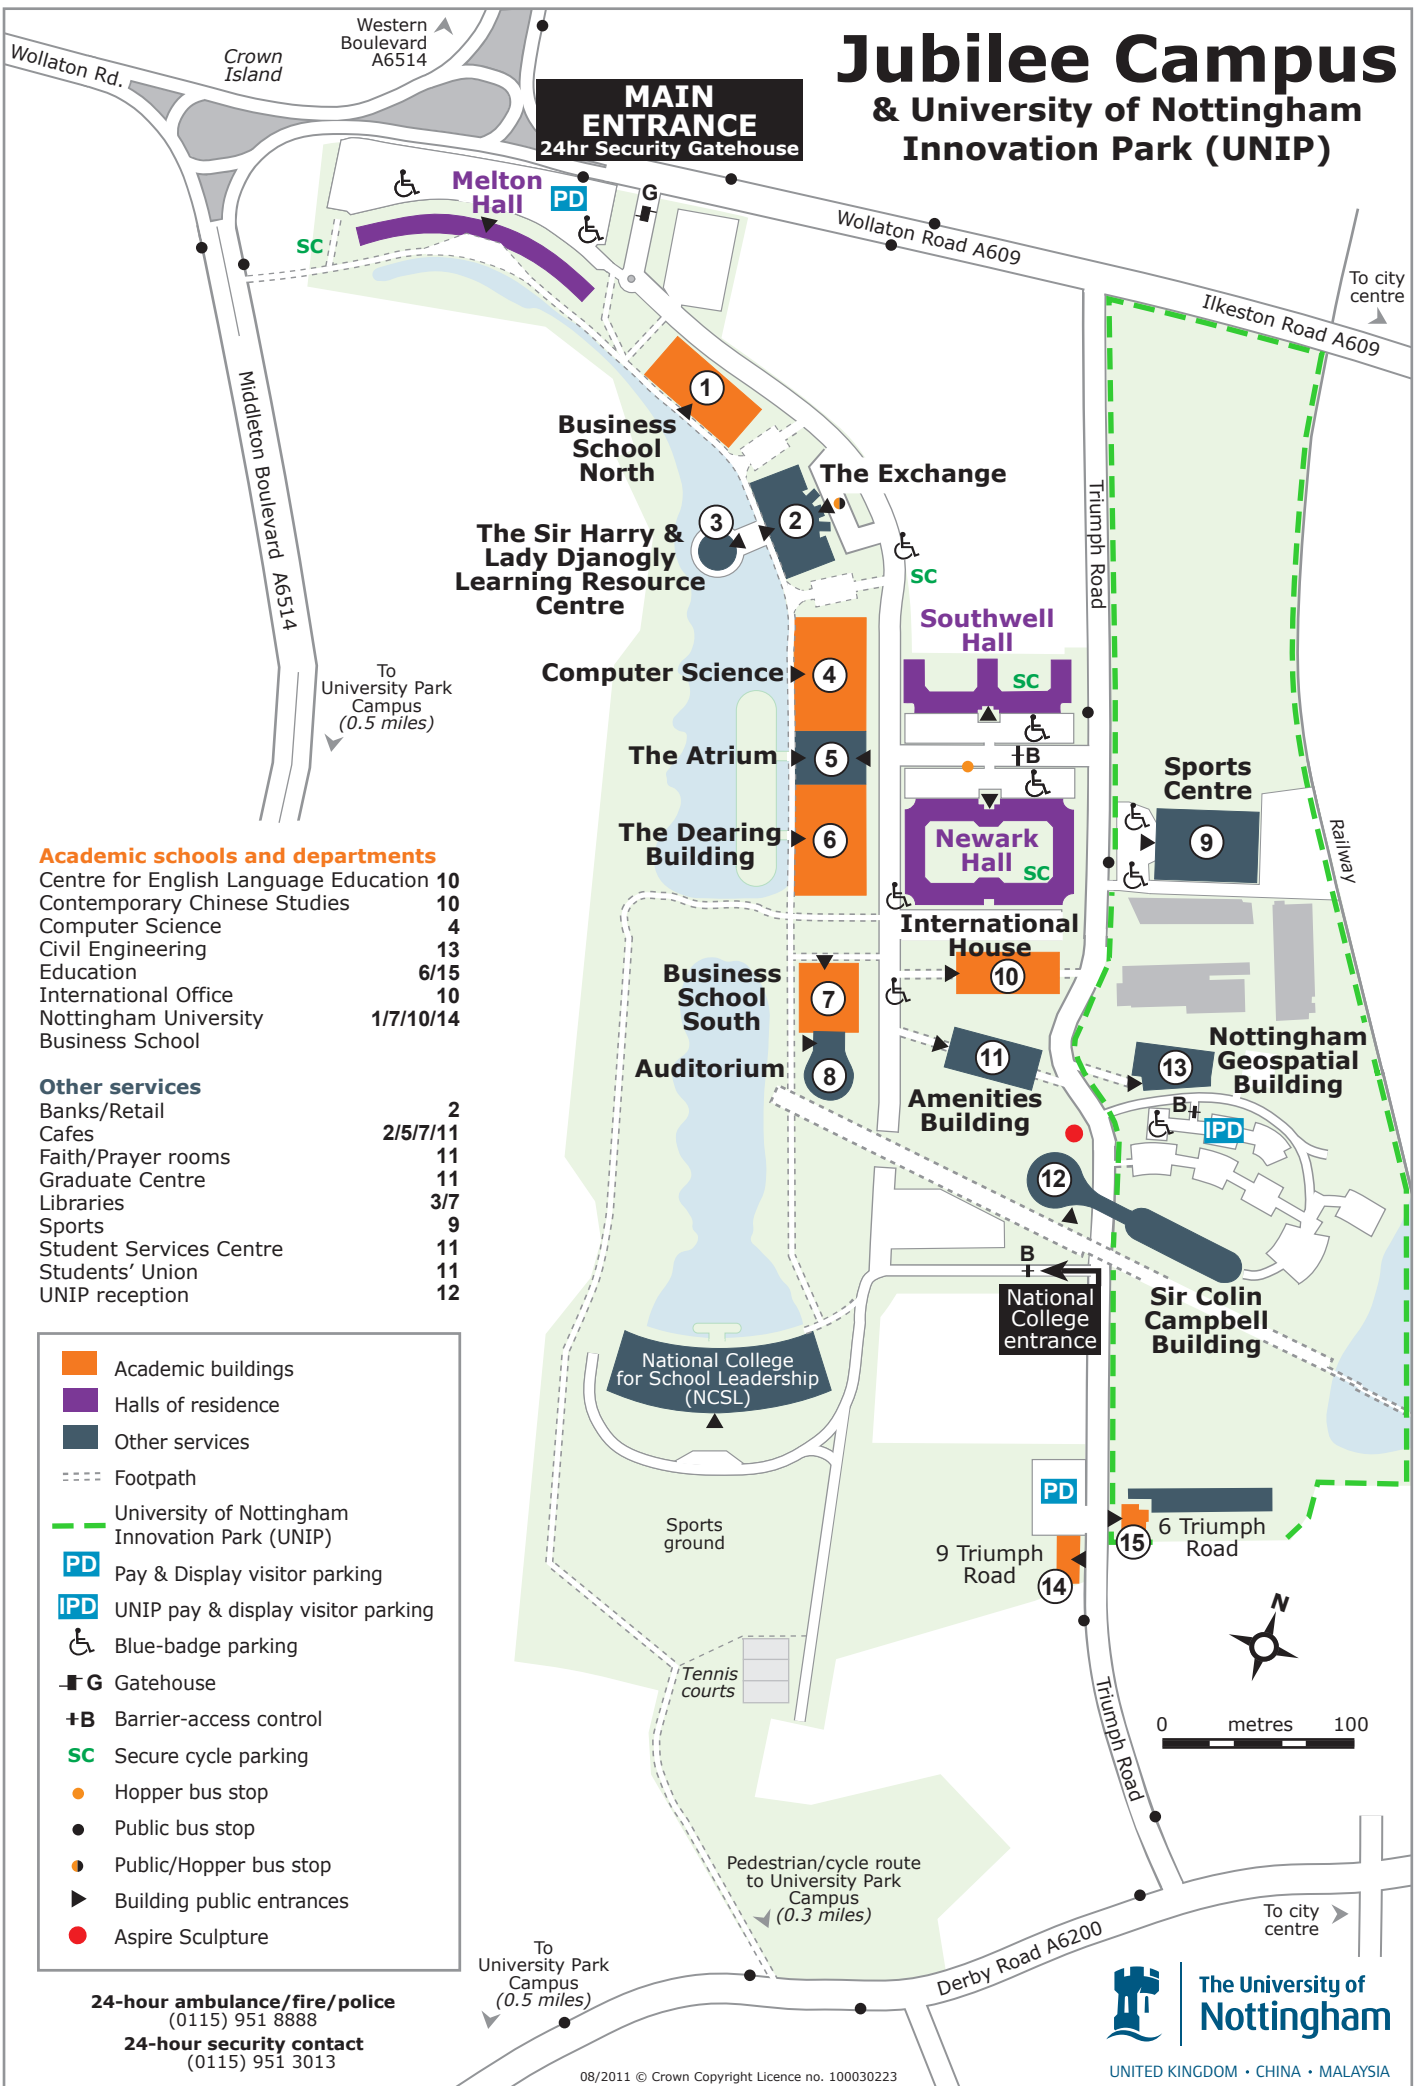 Jubilee Campus
& University of Nottingham
Innovation Park (UNIP)
Western
Boulevard
A6514
Crown
Island
Wollaton Rd.
MAIN
ENTRANCE
24hr Security Gatehouse
Melton
Hall
PD
G
SC
Wollaton Road A609
To city
centre
Ilkeston Road A609
1
Business
School
North
Middleton Boulevard A6514
The Exchange
2
3
The Sir Harry &
Lady Djanogly
Learning Resource
Centre
SC
Triumph Road
Southwell
Hall
SC
Computer Science
4
To
University Park
Campus
(0.5 miles)
The Atrium
5
B
Sports
Centre
9
The Dearing
Building
6
Newark
Hall
SC
Railway
International
House
10
Business
School
South
7
Auditorium
8
11
Amenities
Building
Nottingham
Geospatial
Building
13
B
IPD
12
Sir Colin
Campbell
Building
B
National
College
entrance
National College
for School Leadership
(NCSL)
PD
Sports
ground
9 Triumph
Road
14
15
6 Triumph
Road
Tennis
courts
N
0 metres 100
Triumph Road
Pedestrian/cycle route
to University Park
Campus
(0.3 miles)
To city
centre
Derby Road A6200
To
University Park
Campus
(0.5 miles)
Academic schools and departments
Centre for English Language Education 10
Contemporary Chinese Studies 10
Computer Science 4
Civil Engineering 13
Education 6/15
International Office 10
Nottingham University 1/7/10/14
Business School
Other services
Banks/Retail 2
Cafes 2/5/7/11
Faith/Prayer rooms 11
Graduate Centre 11
Libraries 3/7
Sports 9
Student Services Centre 11
Students' Union 11
UNIP reception 12
Academic buildings
Halls of residence
Other services
Footpath
University of Nottingham
Innovation Park (UNIP)
PD Pay & Display visitor parking
IPD UNIP pay & display visitor parking
Blue-badge parking
G Gatehouse
B Barrier-access control
SC Secure cycle parking
Hopper bus stop
Public bus stop
Public/Hopper bus stop
Building public entrances
Aspire Sculpture
24-hour ambulance/fire/police
(0115) 951 8888
24-hour security contact
(0115) 951 3013
08/2011 © Crown Copyright Licence no. 100030223
The University of
Nottingham
UNITED KINGDOM • CHINA • MALAYSIA